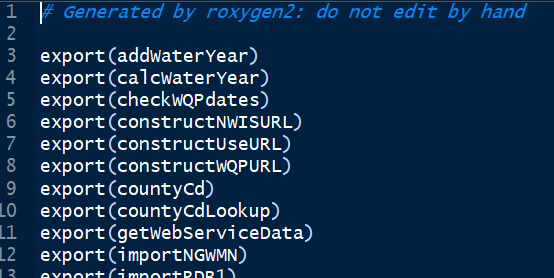 1 # Generated by roxygen2: do not edit by hand
2
3 export(addWaterYear)
4 export(calcWaterYear)
5 export(checkWQPdates)
6 export(constructNWISURL)
7 export(constructUseURL)
8 export(constructWQPURL)
9 export(countyCd)
10 export(countyCdLookup)
11 export(getWebServiceData)
12 export(importNGWMN)
13 export(importRDB1)